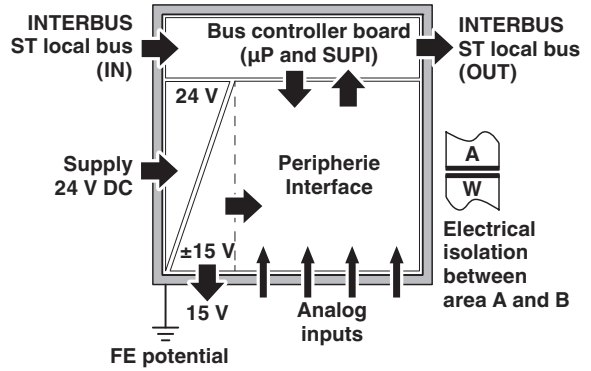 INTERBUS
ST local bus
(IN)
Bus controller board
(µP and SUPI)
INTERBUS
ST local bus
(OUT)
24 V
Supply
24 V DC
Peripherie
Interface
A
W
Electrical
isolation
between
area A and B
±15 V
15 V
Analog
inputs
FE potential